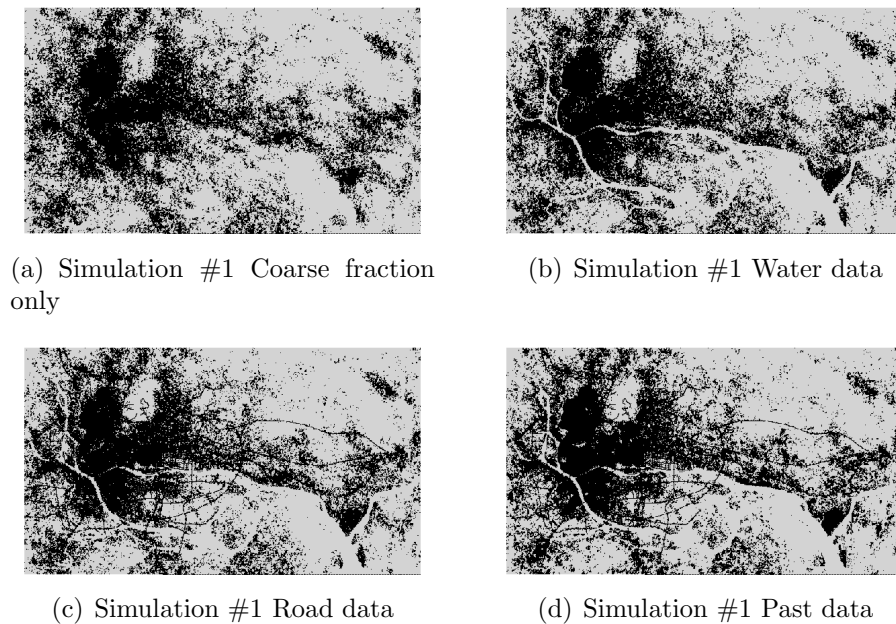 (a) Simulation #1 Coarse fraction
only
(b) Simulation #1 Water data
(c) Simulation #1 Road data
(d) Simulation #1 Past data